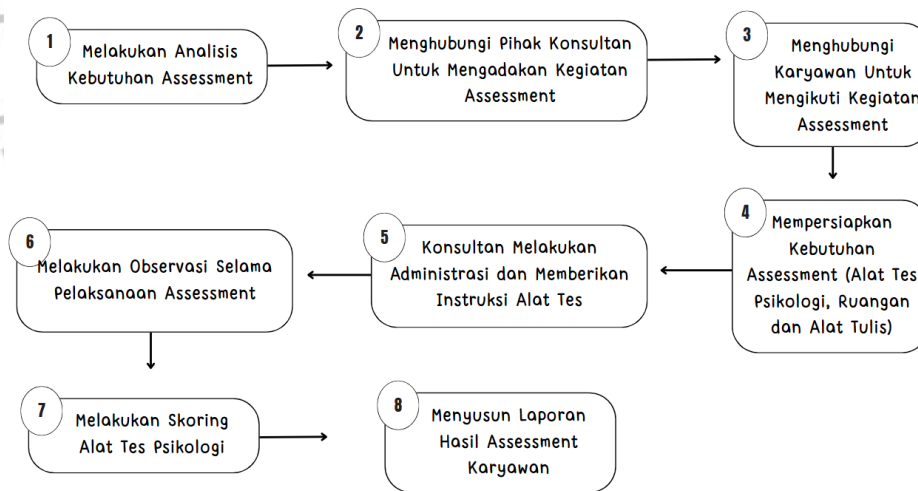 1
Melakukan Analisis
Kebutuhan Assessment
2
Menghubungi Pihak Konsultan
Untuk Mengadakan Kegiatan
Assessment
3
Menghubungi
Karyawan Untuk
Mengikuti Kegiatan
Assessment
4
Mempersiapkan
Kebutuhan
Assessment (Alat Tes
Psikologi, Ruangan
dan Alat Tulis)
5
Konsultan Melakukan
Administrasi dan Memberikan
Instruksi Alat Tes
6
Melakukan Observasi Selama
Pelaksanaan Assessment
7
Melakukan Skoring
Alat Tes Psikologi
8
Menyusun Laporan
Hasil Assessment
Karyawan